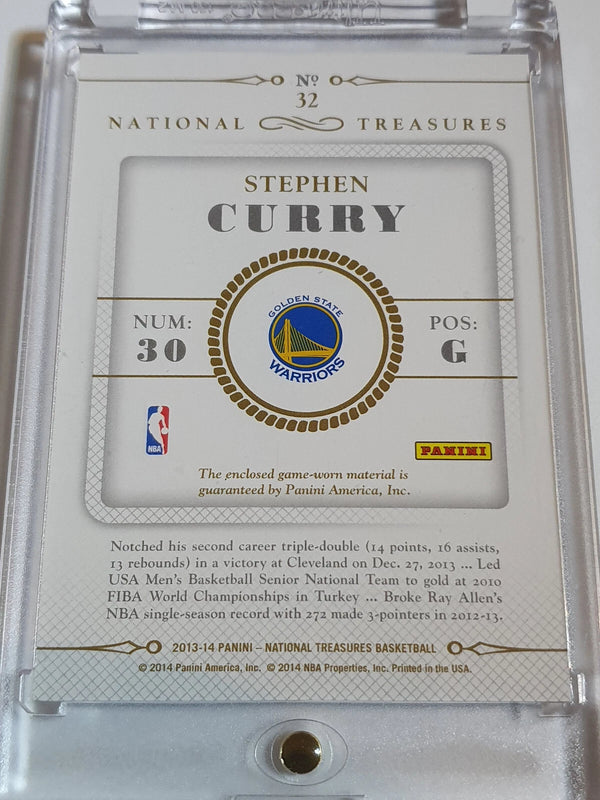 Nº
32
NATIONAL TREASURES
STEPHEN
CURRY
GOLDEN STATE
WARRIORS
NUM: POS:
30 G
NBA
PANINI
The enclosed game-worn material is
guaranteed by Panini America, Inc.
Notched his second career triple-double (14 points, 16 assists,
13 rebounds) in a victory at Cleveland on Dec. 27, 2013 ... Led
USA Men's Basketball Senior National Team to gold at 2010
FIBA World Championships in Turkey ... Broke Ray Allen's
NBA single-season record with 272 made 3-pointers in 2012-13.
2013-14 PANINI – NATIONAL TREASURES BASKETBALL
© 2014 Panini America, Inc. © 2014 NBA Properties, Inc. Printed in the USA.